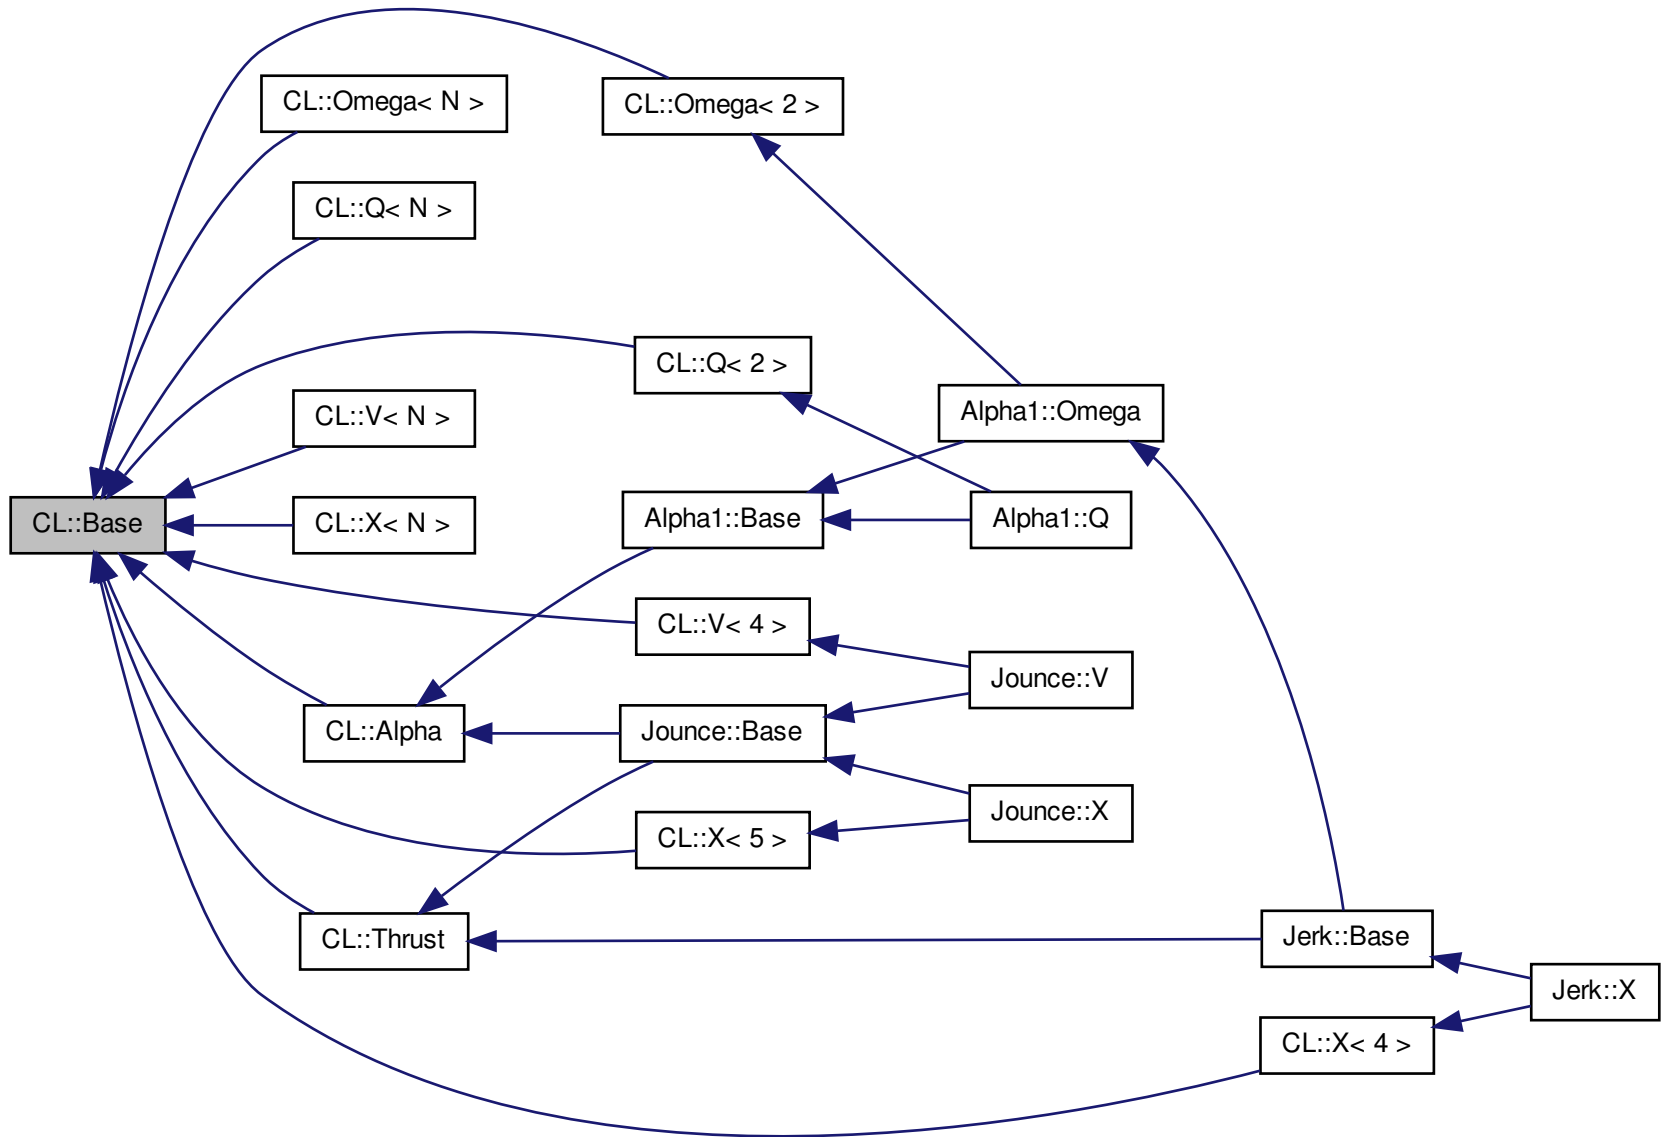 CL::Omega< N >
CL::Omega< 2 >
CL::Q< N >
CL::Q< 2 >
CL::V< N >
Alpha1::Omega
CL::Base
CL::X< N >
Alpha1::Base
Alpha1::Q
CL::V< 4 >
Jounce::V
CL::Alpha
Jounce::Base
Jounce::X
CL::X< 5 >
CL::Thrust
Jerk::Base
Jerk::X
CL::X< 4 >